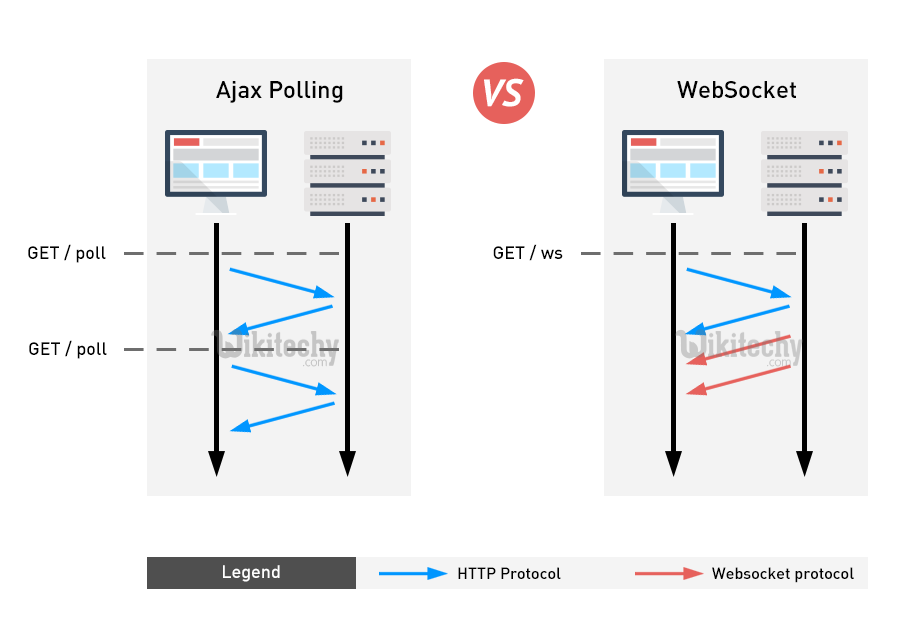 Ajax Polling
VS
WebSocket
GET / poll
GET / ws
GET / poll
wikitechy
.com
wikitechy
.com
Legend
HTTP Protocol
Websocket protocol